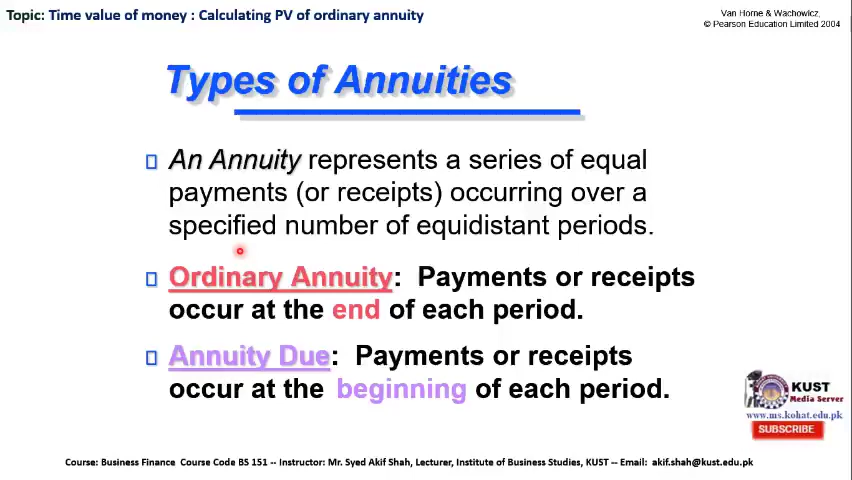 Topic: Time value of money : Calculating PV of ordinary annuity
Van Horne & Wachowicz,
© Pearson Education Limited 2004
Types of Annuities
An Annuity represents a series of equal
payments (or receipts) occurring over a
specified number of equidistant periods.
Ordinary Annuity: Payments or receipts
occur at the end of each period.
Annuity Due: Payments or receipts
occur at the beginning of each period.
KUST
Media Server
www.ms.kohat.edu.pk
SUBSCRIBE
Course: Business Finance Course Code BS 151 -- Instructor: Mr. Syed Akif Shah, Lecturer, Institute of Business Studies, KUST -- Email: akif.shah@kust.edu.pk